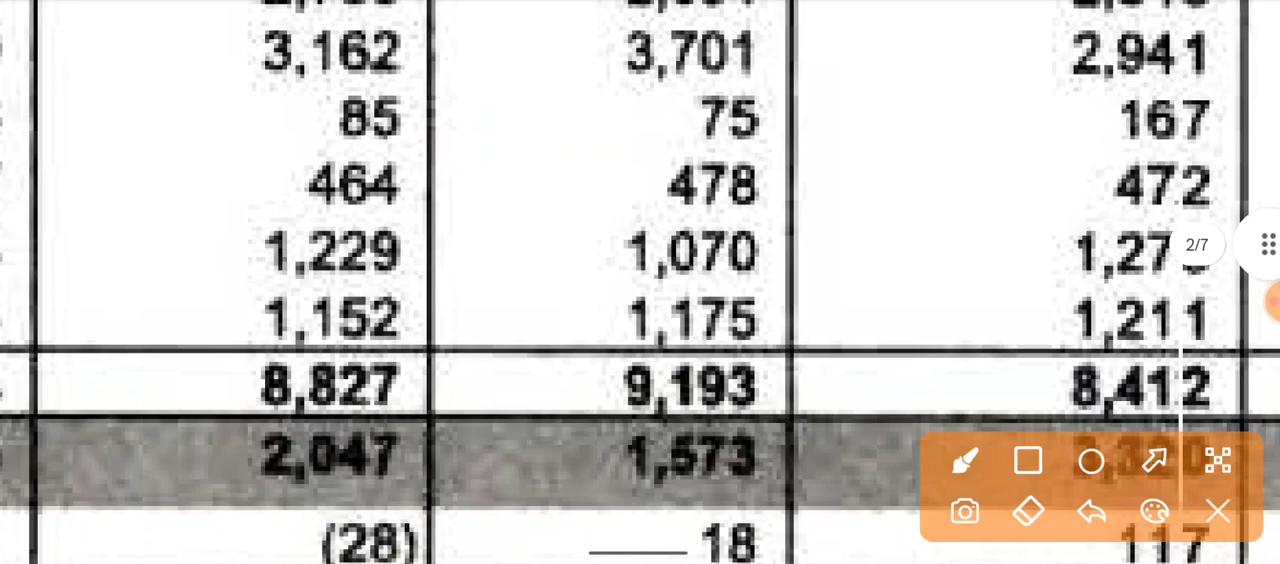 3,162 3,701 2,941
85 75 167
464 478 472
1,229 1,070
2/7
1,152 1,175 1,211
8,827 9,193 8,412
2,047 1,573
(28) 18 117